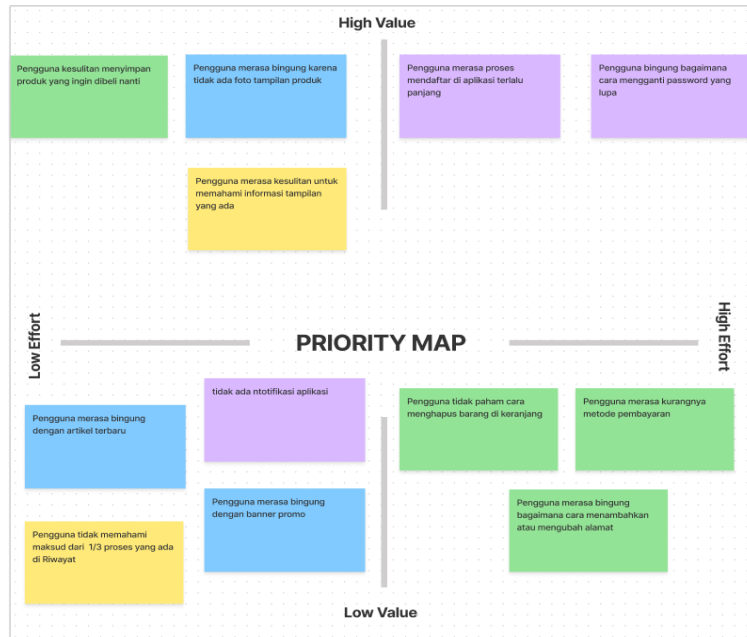 High Value
Pengguna kesulitan menyimpan
produk yang ingin dibeli nanti
Pengguna merasa bingung karena
tidak ada foto tampilan produk
Pengguna merasa proses
mendaftar di aplikasi terlalu
panjang
Pengguna bingung bagaimana
cara mengganti password yang
lupa
Pengguna merasa kesulitan untuk
memahami informasi tampilan
yang ada
Low Effort
PRIORITY MAP
High Effort
Pengguna merasa bingung
dengan artikel terbaru
tidak ada ntotifikasi aplikasi
Pengguna tidak paham cara
menghapus barang di keranjang
Pengguna merasa kurangnya
metode pembayaran
Pengguna merasa bingung
dengan banner promo
Pengguna merasa bingung
bagaimana cara menambahkan
atau mengubah alamat
Pengguna tidak memahami
maksud dari 1/3 proses yang ada
di Riwayat
Low Value